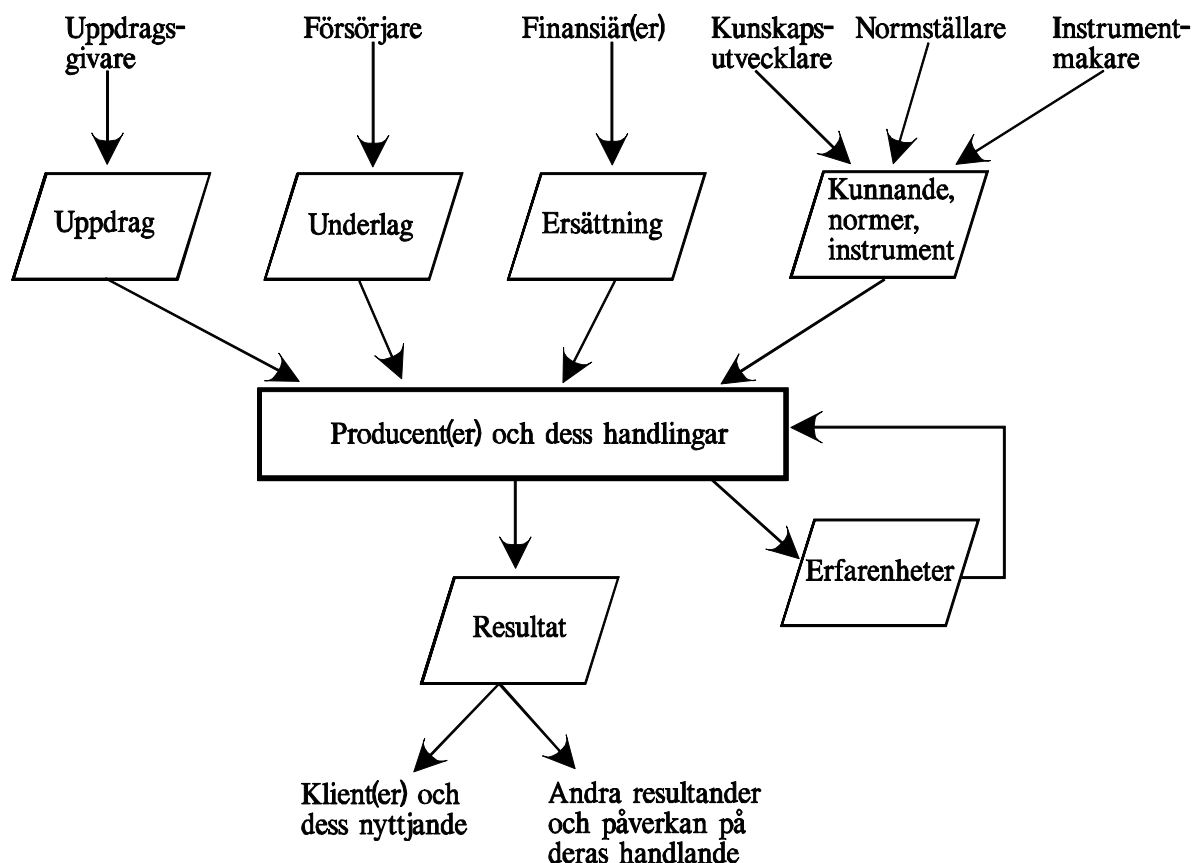 Uppdrags-
givare
Försörjare
Finansiär(er)
Kunskaps-
utvecklare
Normställare
Instrument-
makare
Uppdrag
Underlag
Ersättning
Kunnande,
normer,
instrument
Producent(er) och dess handlingar
Erfarenheter
Resultat
Klient(er) och
dess nyttjande
Andra resultander
och påverkan på
deras handlande